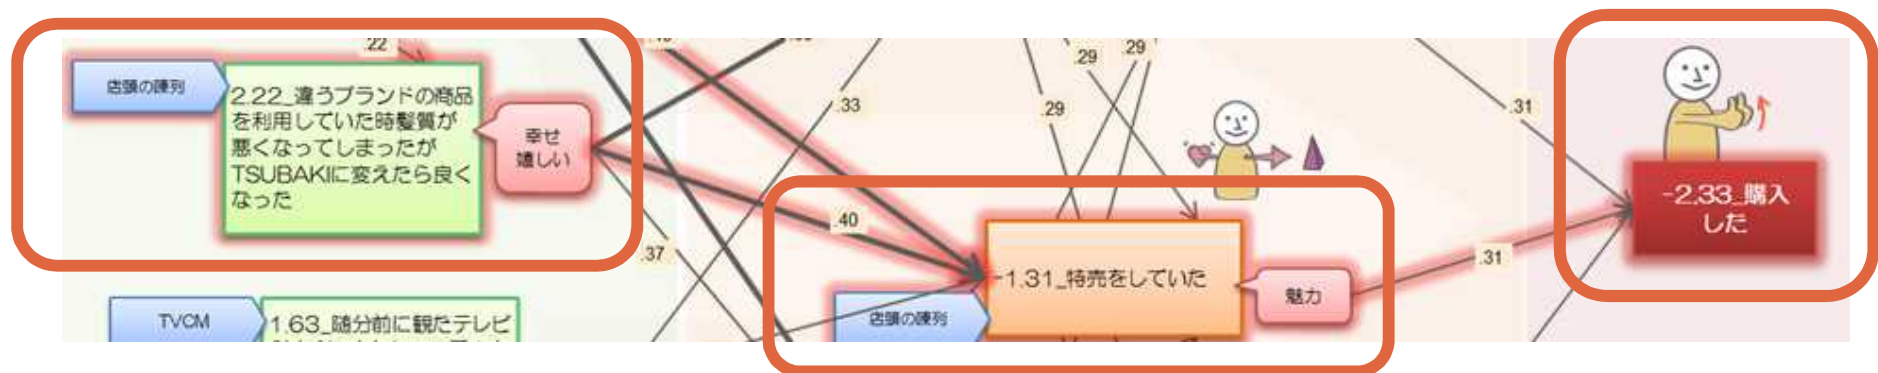 .22
店頭の陳列
2.22_違うブランドの商品
を利用していた時髪質が
悪くなってしまったが
TSUBAKIに変えたら良く
なった
幸せ
嬉しい
.33
.29
.29
.29
.31
.40
.37
-1.31_特売をしていた
魅力
店頭の陳列
.31
-2.33_購入
した
TVCM
1.63_随分前に観たテレビ